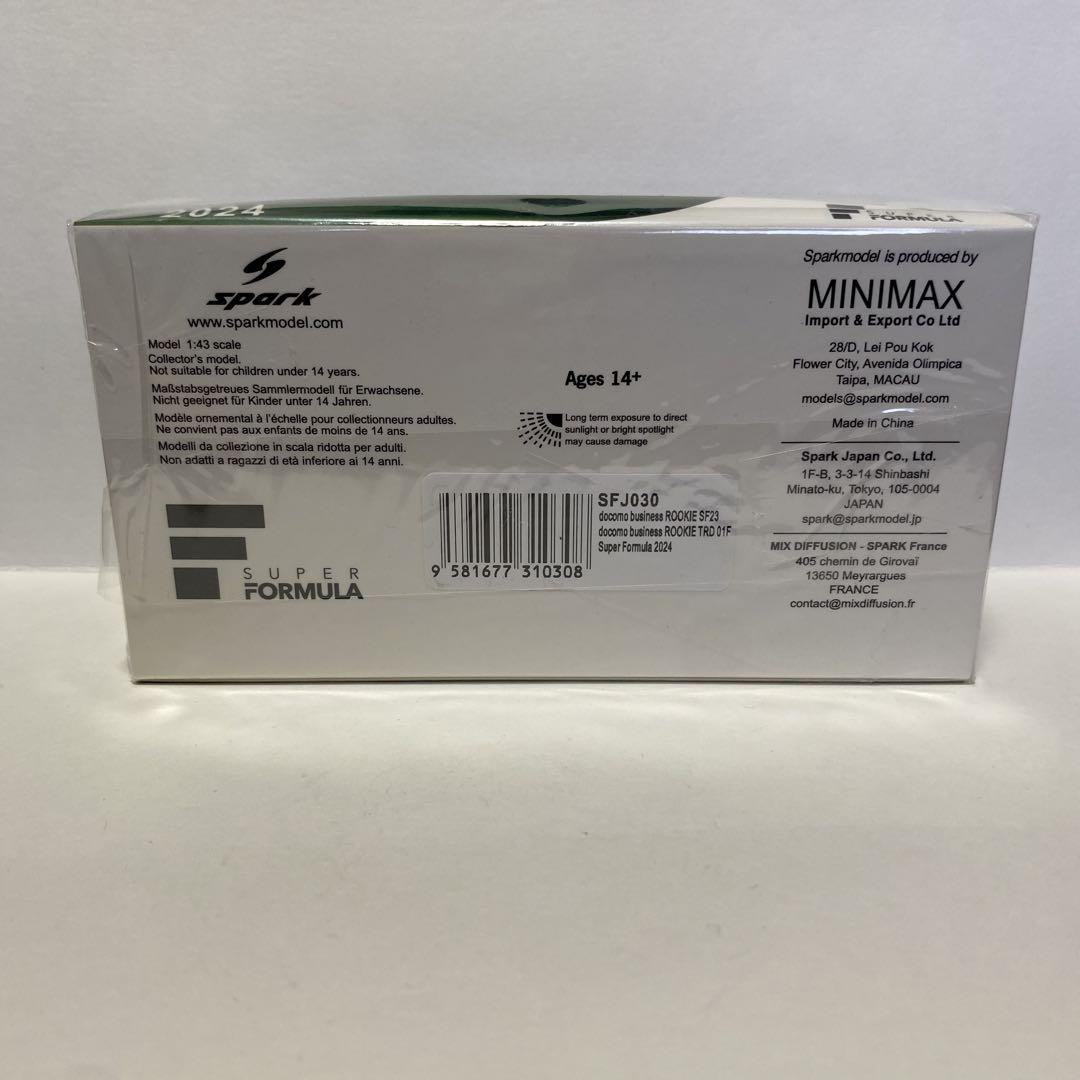 2024
SUPER
FORMULA
spark
www.sparkmodel.com
Model 1:43 scale
Collector's model.
Not suitable for children under 14 years.
Maßstabsgetreues Sammlermodell für Erwachsene.
Nicht geeignet für Kinder unter 14 Jahren.
Modèle ornemental à l'échelle pour collectionneurs adultes.
Ne convient pas aux enfants de moins de 14 ans.
Modelli da collezione in scala ridotta per adulti.
Non adatti a ragazzi di età inferiore ai 14 anni.
SUPER
FORMULA
Ages 14+
Long term exposure to direct
sunlight or bright spotlight
may cause damage
SFJ030
docomo business ROOKIE SF23
docomo business ROOKIE TRD 01F
Super Formula 2024
9 581677 310308
Sparkmodel is produced by
MINIMAX
Import & Export Co Ltd
28/D, Lei Pou Kok
Flower City, Avenida Olimpica
Taipa, MACAU
models@sparkmodel.com
Made in China
Spark Japan Co., Ltd.
1F-B, 3-3-14 Shinbashi
Minato-ku, Tokyo, 105-0004
JAPAN
spark@sparkmodel.jp
MIX DIFFUSION - SPARK France
405 chemin de Girovaï
13650 Meyrargues
FRANCE
contact@mixdiffusion.fr